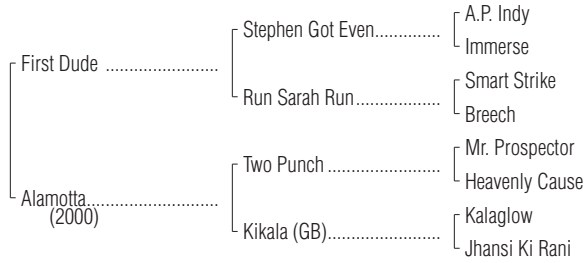 A.P. Indy
Stephen Got Even
Immerse
First Dude
Smart Strike
Run Sarah Run
Breech
Mr. Prospector
Two Punch
Heavenly Cause
Alamotta
(2000)
Kalaglow
Kikala (GB)
Jhansi Ki Rani